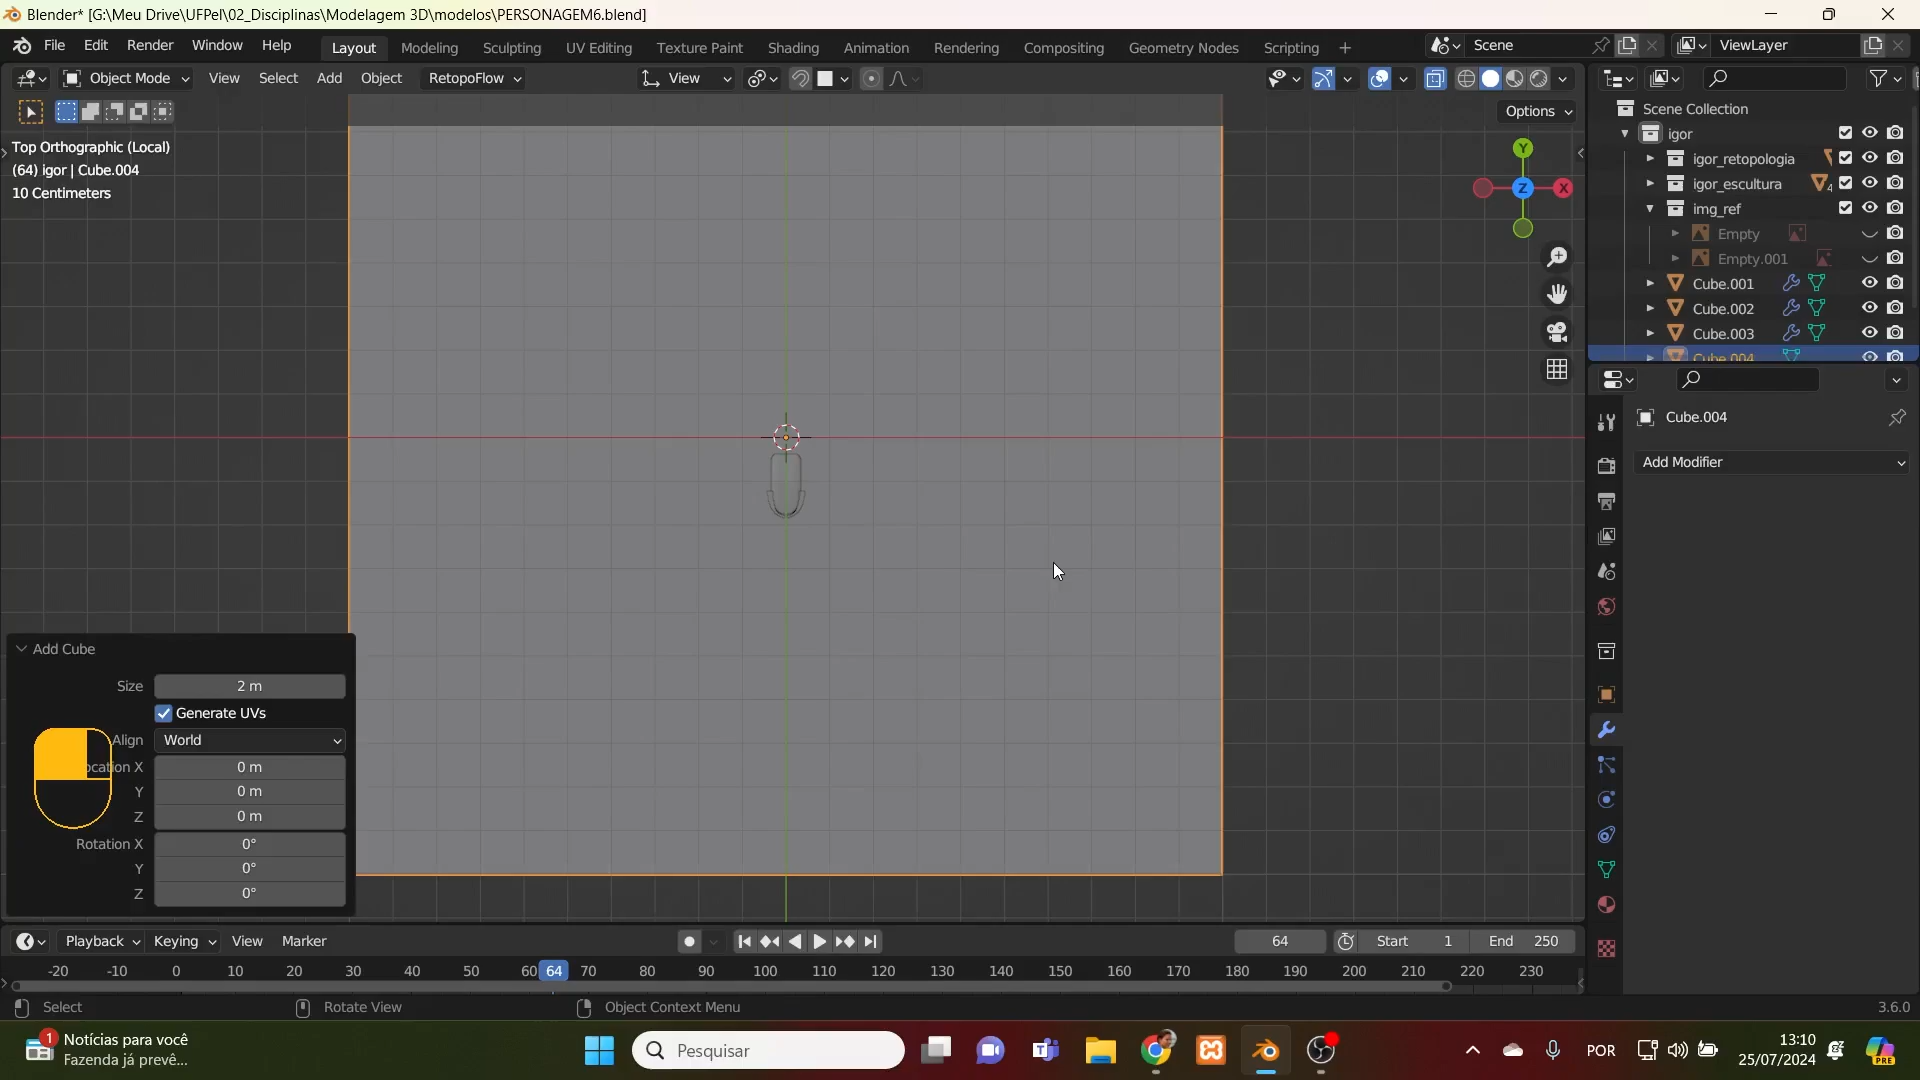 Blender* [G:\Meu Drive\UFPel\02_Disciplinas\Modelagem 3D\modelos\PERSONAGEM6.blend]
File Edit Render Window Help Layout Modeling Sculpting UV Editing Texture Paint Shading Animation Rendering Compositing Geometry Nodes Scripting + Scene ViewLayer
Object Mode View Select Add Object RetopoFlow View
Options
Top Orthographic (Local)
(64) igor | Cube.004
10 Centimeters
Y
Z
X
Scene Collection
igor
igor_retopologia
igor_escultura 4
img_ref
Empty
Empty.001
Cube.001
Cube.002
Cube.003
Cube.004
Cube.004
Add Modifier
Add Cube
Size 2 m
Generate UVs
Align World
Location X 0 m
Y 0 m
Z 0 m
Rotation X 0°
Y 0°
Z 0°
Playback Keying View Marker 64 Start 1 End 250
-20 -10 0 10 20 30 40 50 60 64 70 80 90 100 110 120 130 140 150 160 170 180 190 200 210 220 230
Select Rotate View Object Context Menu 3.6.0
1 Notícias para você
Fazenda já prevê...
Pesquisar
POR
13:10
25/07/2024
PRE